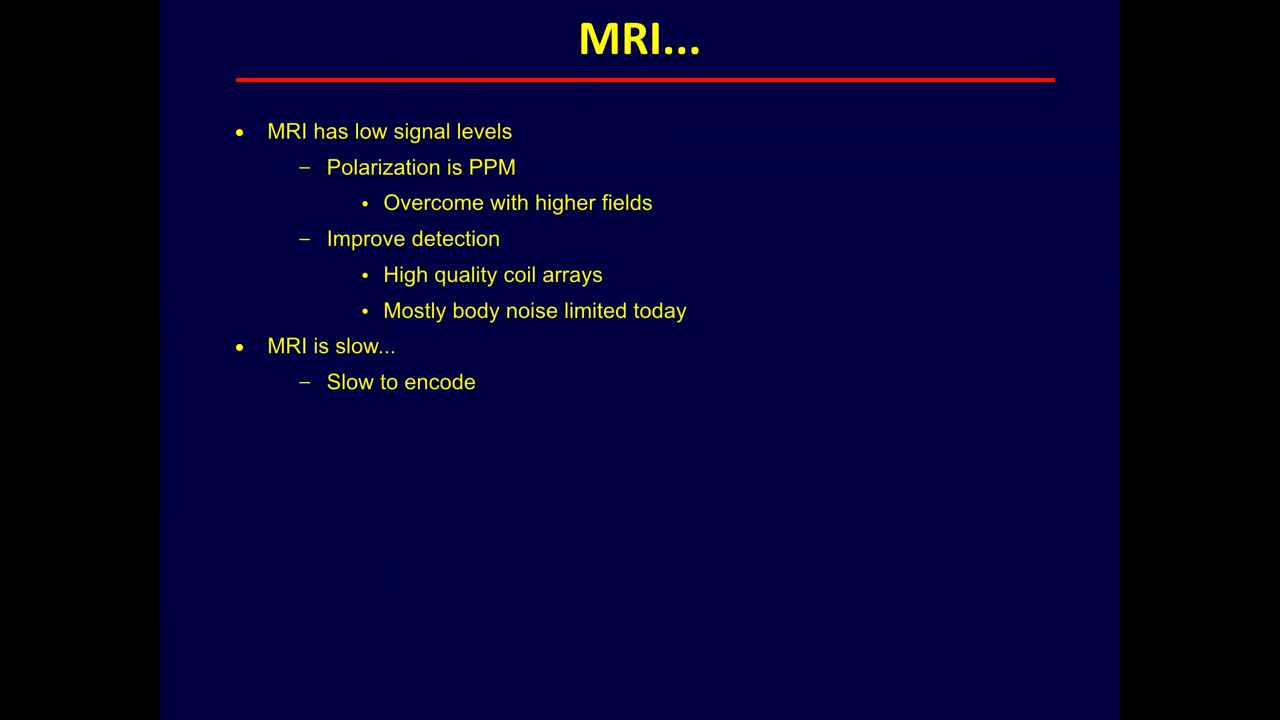 MRI...
• MRI has low signal levels
– Polarization is PPM
• Overcome with higher fields
– Improve detection
• High quality coil arrays
• Mostly body noise limited today
• MRI is slow...
– Slow to encode